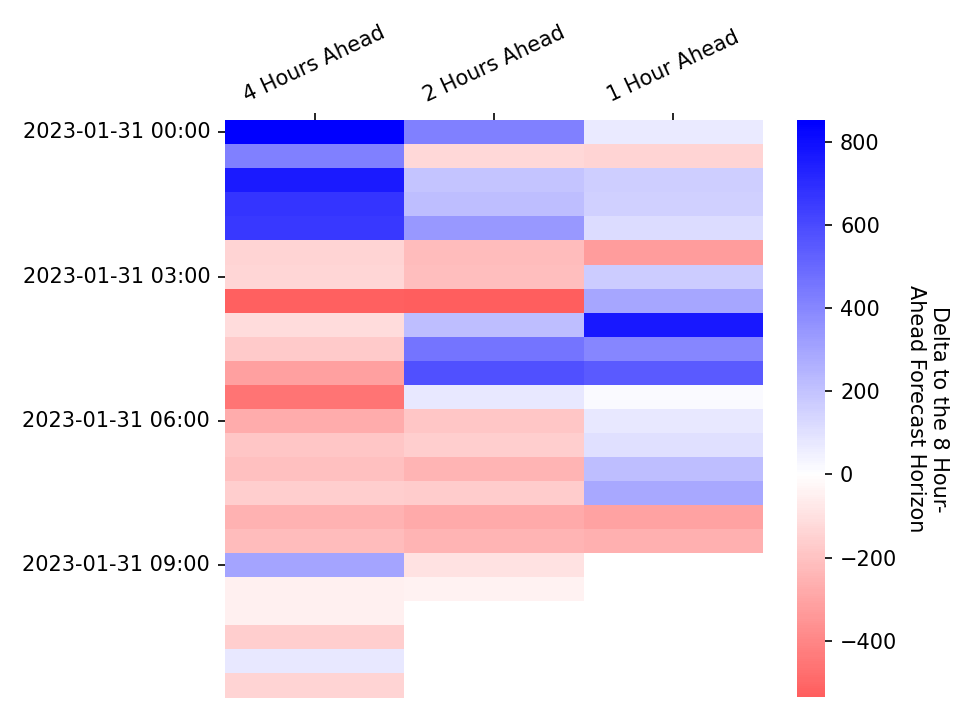 4 Hours Ahead
2 Hours Ahead
1 Hour Ahead
2023-01-31 00:00
2023-01-31 03:00
2023-01-31 06:00
2023-01-31 09:00
800
600
400
200
0
−200
−400
Delta to the 8 Hour-
Ahead Forecast Horizon